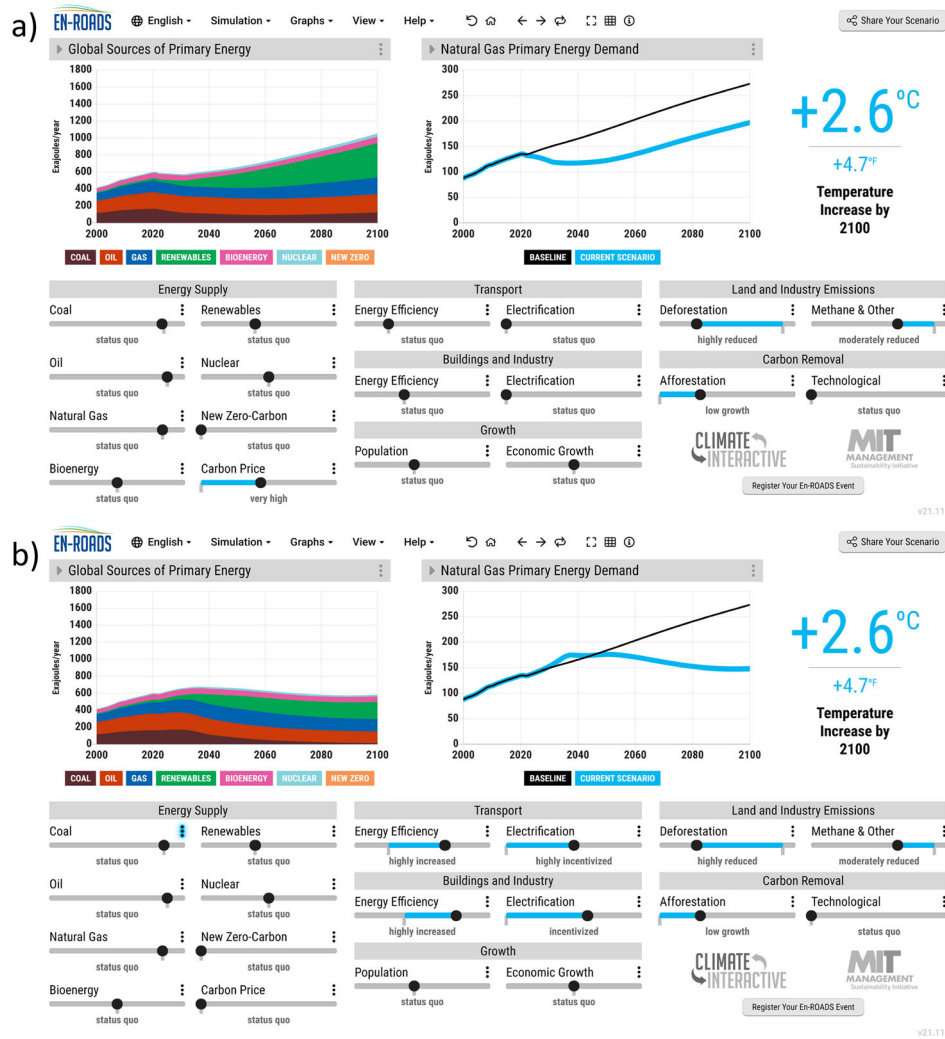 a)
EN-ROADS English Simulation Graphs View Help Share Your Scenario
Global Sources of Primary Energy
Natural Gas Primary Energy Demand
Exajoules/year
1800
1600
1400
1200
1000
800
600
400
200
0
2000 2020 2040 2060 2080 2100
COAL OIL GAS RENEWABLES BIOENERGY NUCLEAR NEW ZERO
300
250
200
150
100
50
0
2000 2020 2040 2060 2080 2100
BASELINE CURRENT SCENARIO
+2.6 ºC
+4.7°F
Temperature
Increase by
2100
Energy Supply
Coal Renewables
status quo status quo
Oil Nuclear
status quo status quo
Natural Gas New Zero-Carbon
status quo status quo
Bioenergy Carbon Price
status quo very high
Transport
Energy Efficiency Electrification
status quo status quo
Buildings and Industry
Energy Efficiency Electrification
status quo status quo
Growth
Population Economic Growth
status quo status quo
Land and Industry Emissions
Deforestation Methane & Other
highly reduced moderately reduced
Carbon Removal
Afforestation Technological
low growth status quo
CLIMATE
INTERACTIVE
MIT
MANAGEMENT
Sustainability Initiative
Register Your En-ROADS Event
v21.11
b)
EN-ROADS English Simulation Graphs View Help Share Your Scenario
Global Sources of Primary Energy
Natural Gas Primary Energy Demand
Exajoules/year
1800
1600
1400
1200
1000
800
600
400
200
0
2000 2020 2040 2060 2080 2100
COAL OIL GAS RENEWABLES BIOENERGY NUCLEAR NEW ZERO
300
250
200
150
100
50
0
2000 2020 2040 2060 2080 2100
BASELINE CURRENT SCENARIO
+2.6 ºC
+4.7°F
Temperature
Increase by
2100
Energy Supply
Coal Renewables
status quo status quo
Oil Nuclear
status quo status quo
Natural Gas New Zero-Carbon
status quo status quo
Bioenergy Carbon Price
status quo status quo
Transport
Energy Efficiency Electrification
highly increased highly incentivized
Buildings and Industry
Energy Efficiency Electrification
highly increased incentivized
Growth
Population Economic Growth
status quo status quo
Land and Industry Emissions
Deforestation Methane & Other
highly reduced moderately reduced
Carbon Removal
Afforestation Technological
low growth status quo
CLIMATE
INTERACTIVE
MIT
MANAGEMENT
Sustainability Initiative
Register Your En-ROADS Event
v21.11